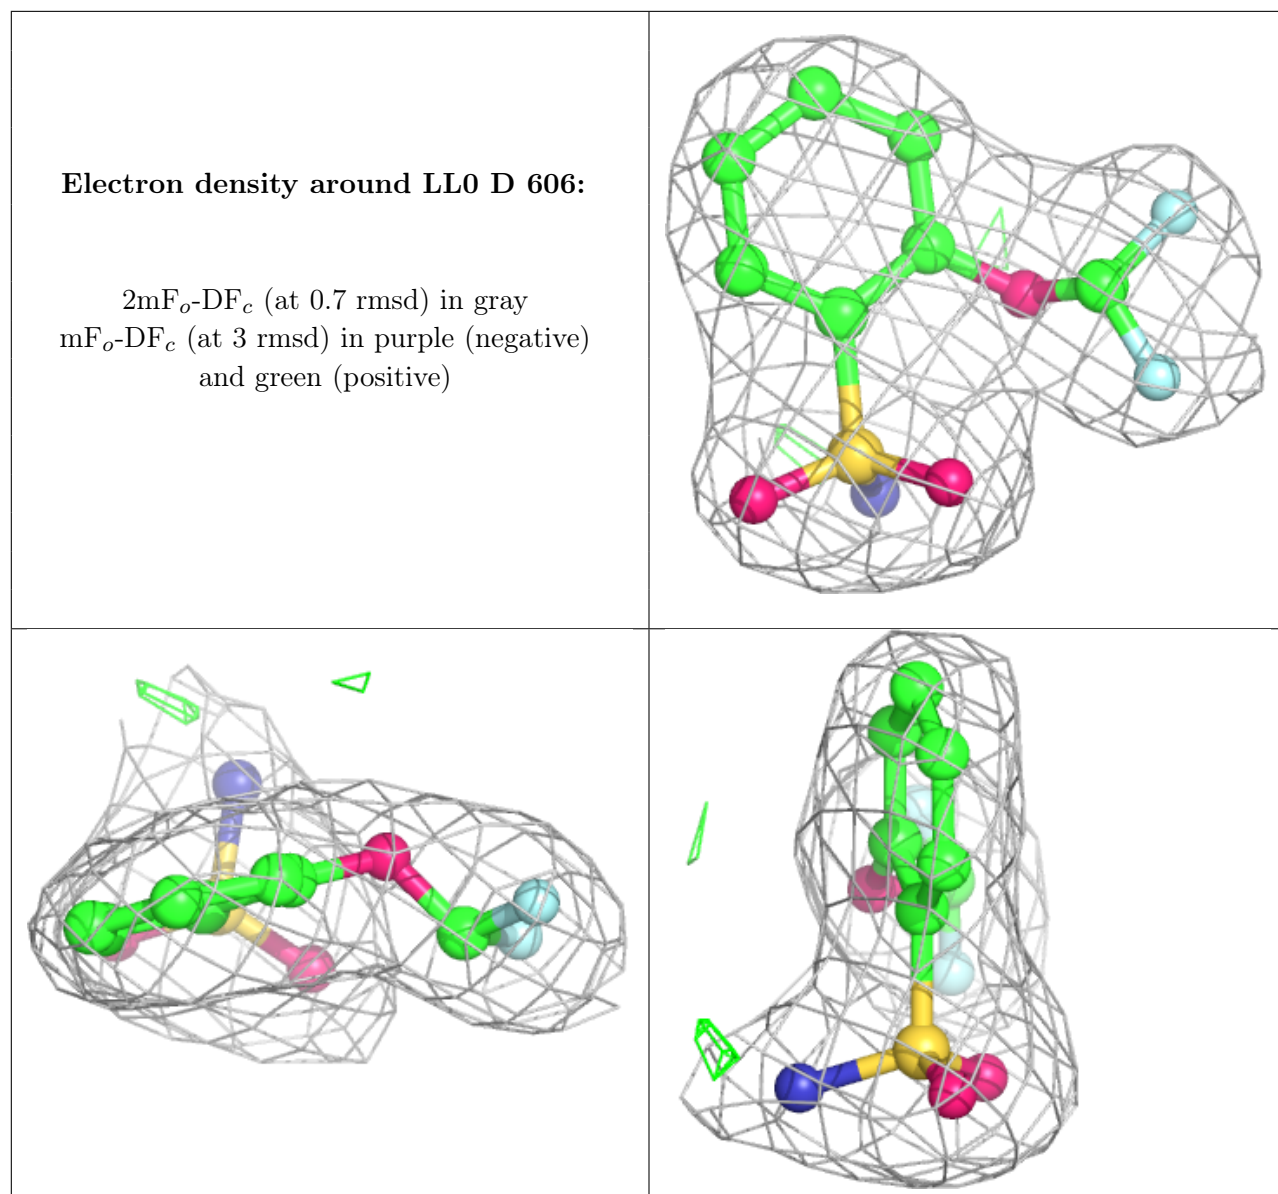 Electron density around LL0 D 606:
2mFₒ-DF𝒸 (at 0.7 rmsd) in gray
mFₒ-DF𝒸 (at 3 rmsd) in purple (negative)
and green (positive)